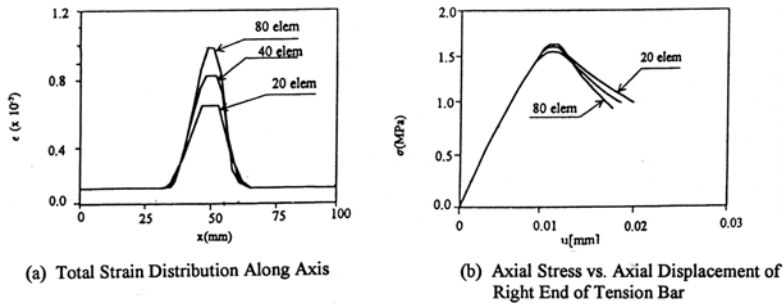 1.2
0.8
0.4
0.0
ϵ (x 10⁻³)
80 elem
40 elem
20 elem
0
25
50
75
100
x(mm)
(a) Total Strain Distribution Along Axis
2.0
1.5
1.0
0.5
0
σ(MPa)
20 elem
80 elem
0
0.01
0.02
0.03
u[mm]
(b) Axial Stress vs. Axial Displacement of
Right End of Tension Bar